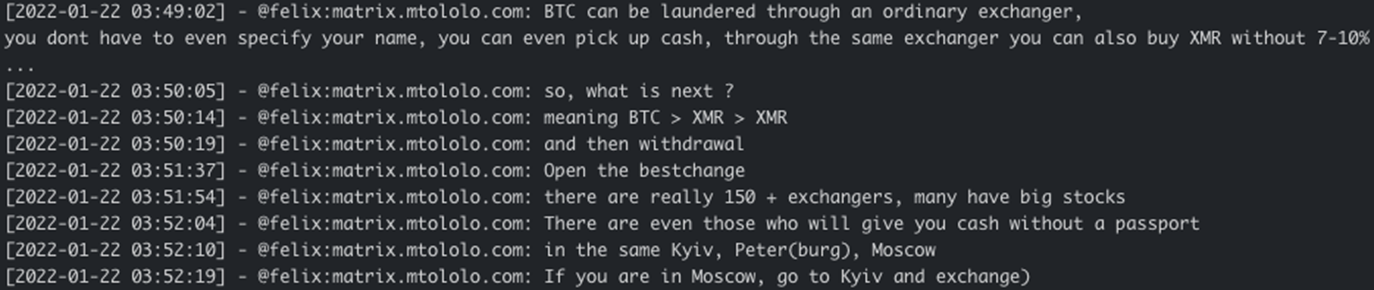 [2022-01-22 03:49:02] - @felix:matrix.mtololo.com: BTC can be laundered through an ordinary exchanger,
you dont have to even specify your name, you can even pick up cash, through the same exchanger you can also buy XMR without 7-10%
...
[2022-01-22 03:50:05] - @felix:matrix.mtololo.com: so, what is next ?
[2022-01-22 03:50:14] - @felix:matrix.mtololo.com: meaning BTC > XMR > XMR
[2022-01-22 03:50:19] - @felix:matrix.mtololo.com: and then withdrawal
[2022-01-22 03:51:37] - @felix:matrix.mtololo.com: Open the bestchange
[2022-01-22 03:51:54] - @felix:matrix.mtololo.com: there are really 150 + exchangers, many have big stocks
[2022-01-22 03:52:04] - @felix:matrix.mtololo.com: There are even those who will give you cash without a passport
[2022-01-22 03:52:10] - @felix:matrix.mtololo.com: in the same Kyiv, Peter(burg), Moscow
[2022-01-22 03:52:19] - @felix:matrix.mtololo.com: If you are in Moscow, go to Kyiv and exchange)